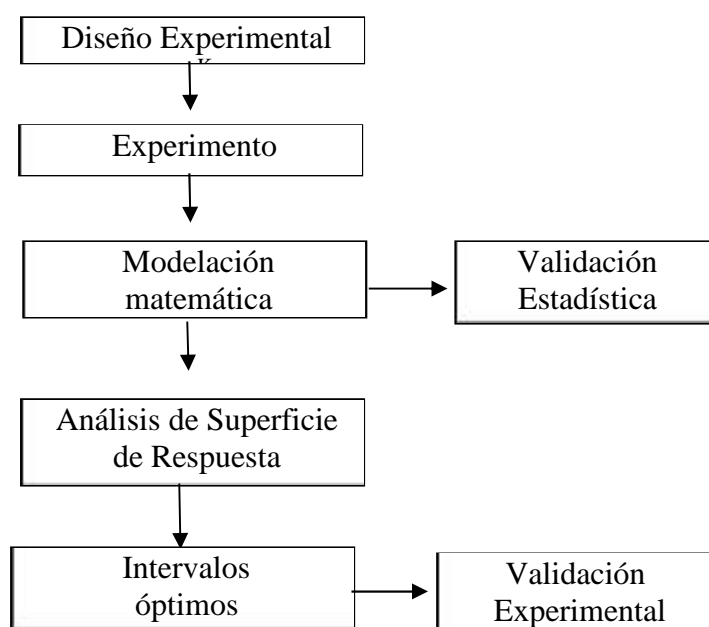 Diseño Experimental
Experimento
Modelación
matemática
Validación
Estadística
Análisis de Superficie
de Respuesta
Intervalos
óptimos
Validación
Experimental